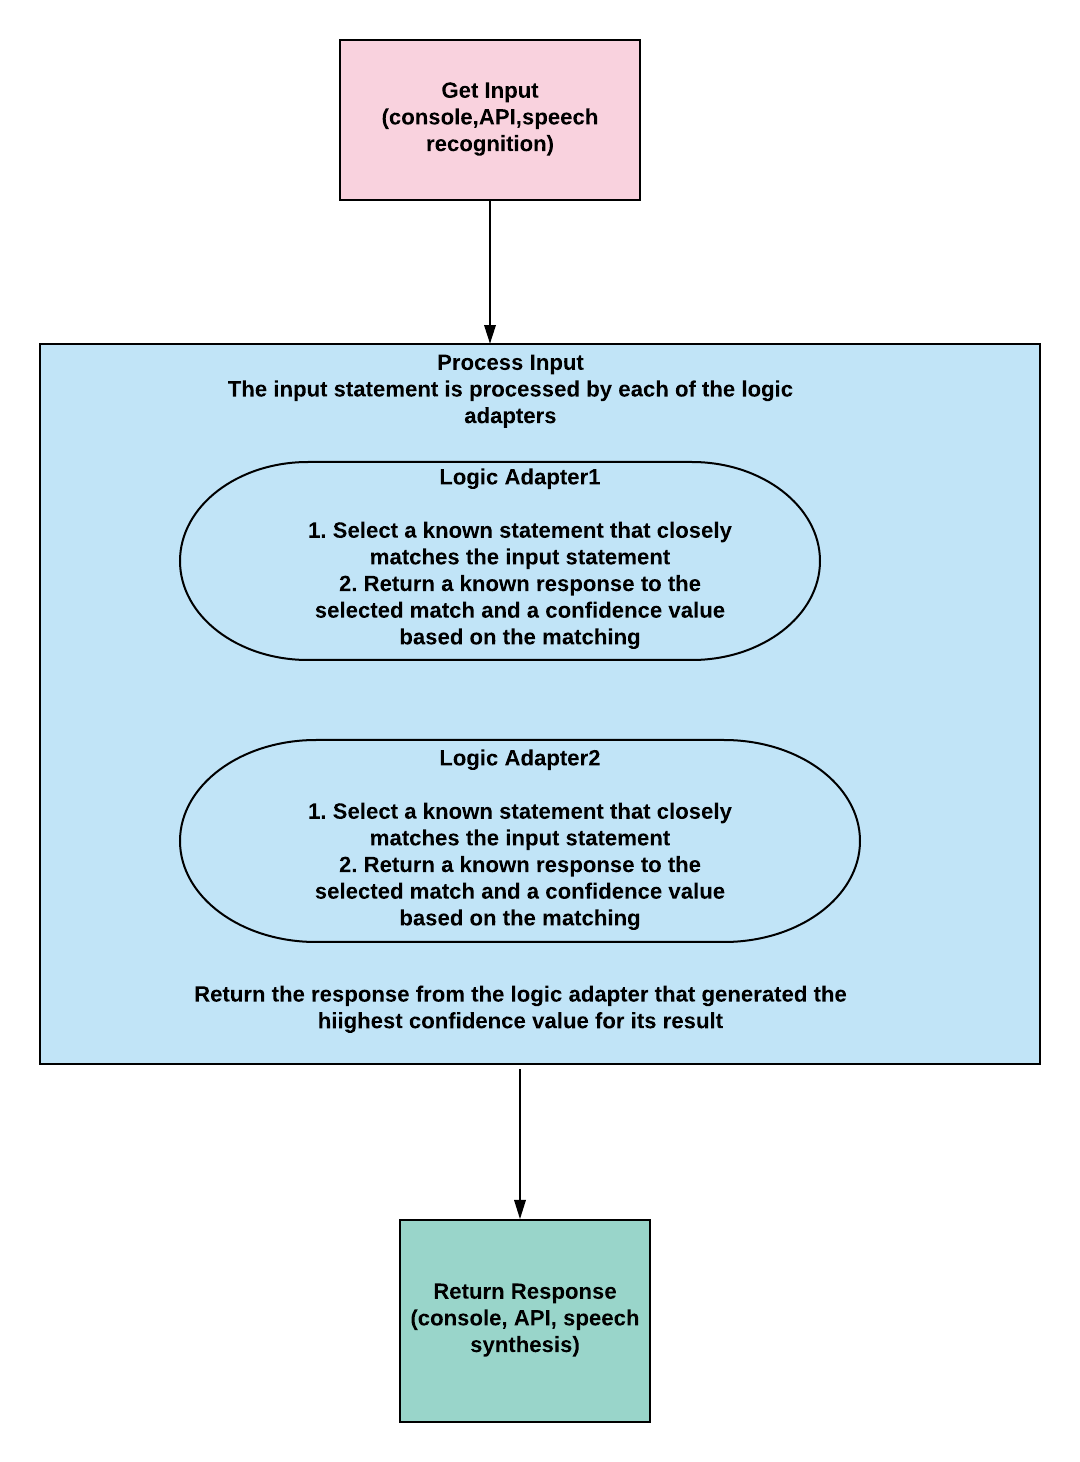 Get Input
(console,API,speech
recognition)
Process Input
The input statement is processed by each of the logic
adapters
Logic Adapter1
1. Select a known statement that closely
matches the input statement
2. Return a known response to the
selected match and a confidence value
based on the matching
Logic Adapter2
1. Select a known statement that closely
matches the input statement
2. Return a known response to the
selected match and a confidence value
based on the matching
Return the response from the logic adapter that generated the
hiighest confidence value for its result
Return Response
(console, API, speech
synthesis)